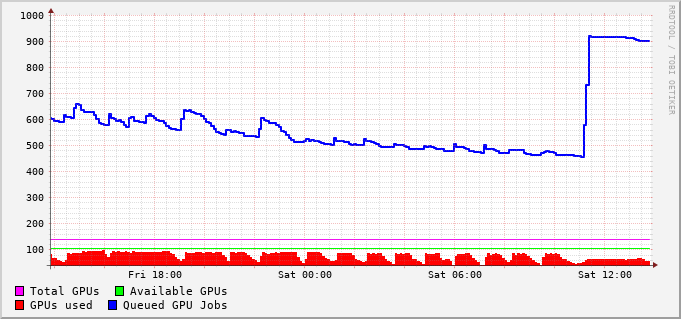 1000
900
800
700
600
500
400
300
200
100
Fri 18:00 Sat 00:00 Sat 06:00 Sat 12:00
Total GPUs Available GPUs
GPUs used Queued GPU Jobs
RRDTOOL / TOBI OETIKER